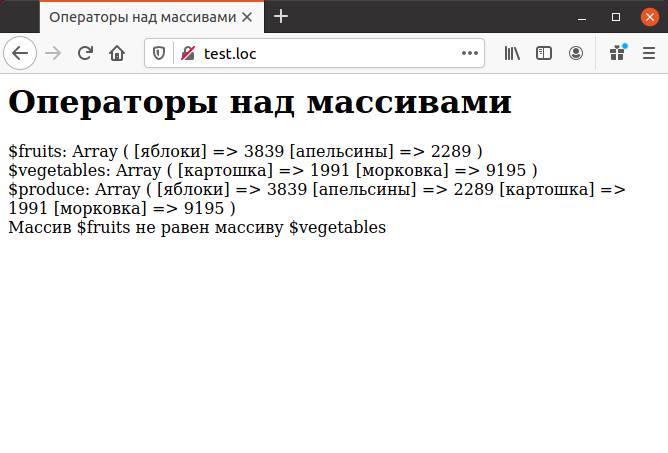 Операторы над массивами
test.loc
Операторы над массивами
$fruits: Array ( [яблоки] => 3839 [апельсины] => 2289 )
$vegetables: Array ( [картошка] => 1991 [морковка] => 9195 )
$produce: Array ( [яблоки] => 3839 [апельсины] => 2289 [картошка] =>
1991 [морковка] => 9195 )
Массив $fruits не равен массиву $vegetables